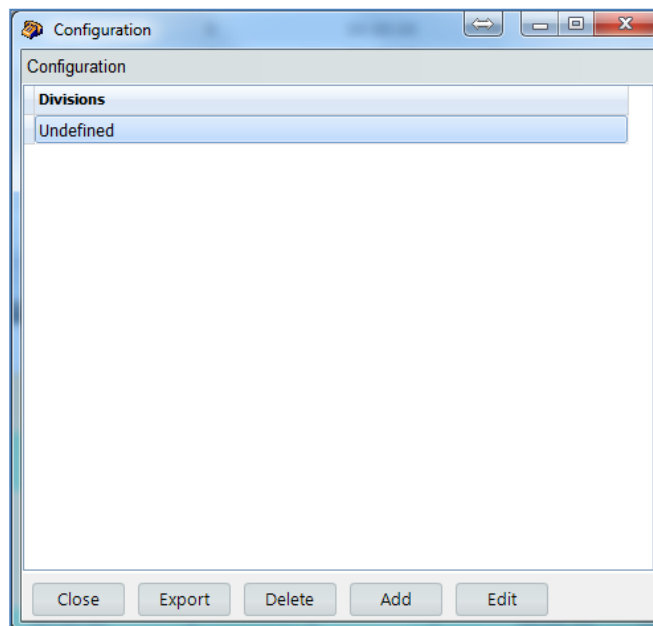 Configuration
Configuration
Divisions
Undefined
Close Export Delete Add Edit